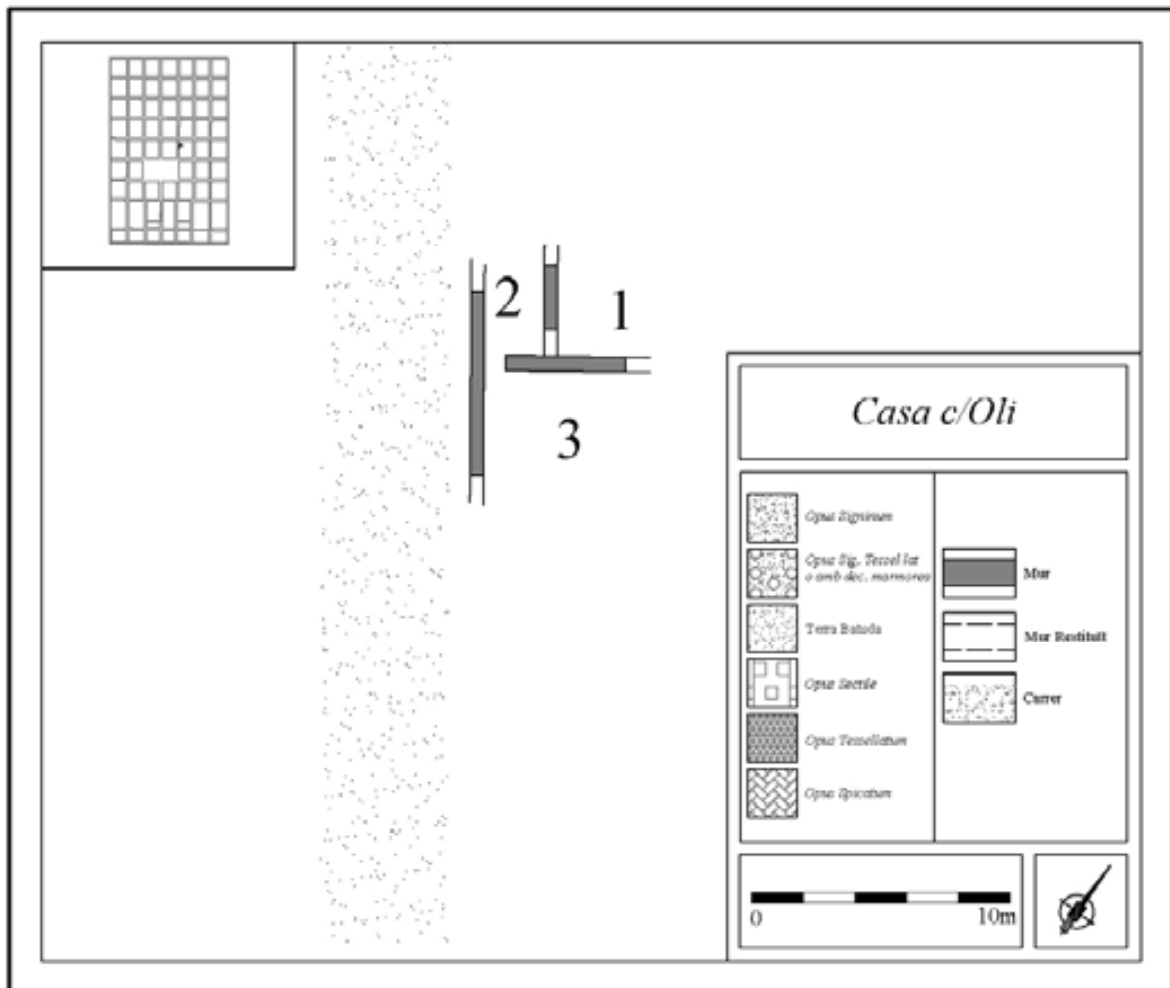 2
1
3
Casa c/Oli
Opus Signinum
Opus Sig. Tessel lat
o amb dec. marmorea
Terra Batuda
Opus Sectile
Opus Tessellatum
Opus Spicatum
Mur
Mur Restituït
Carrer
0
10m